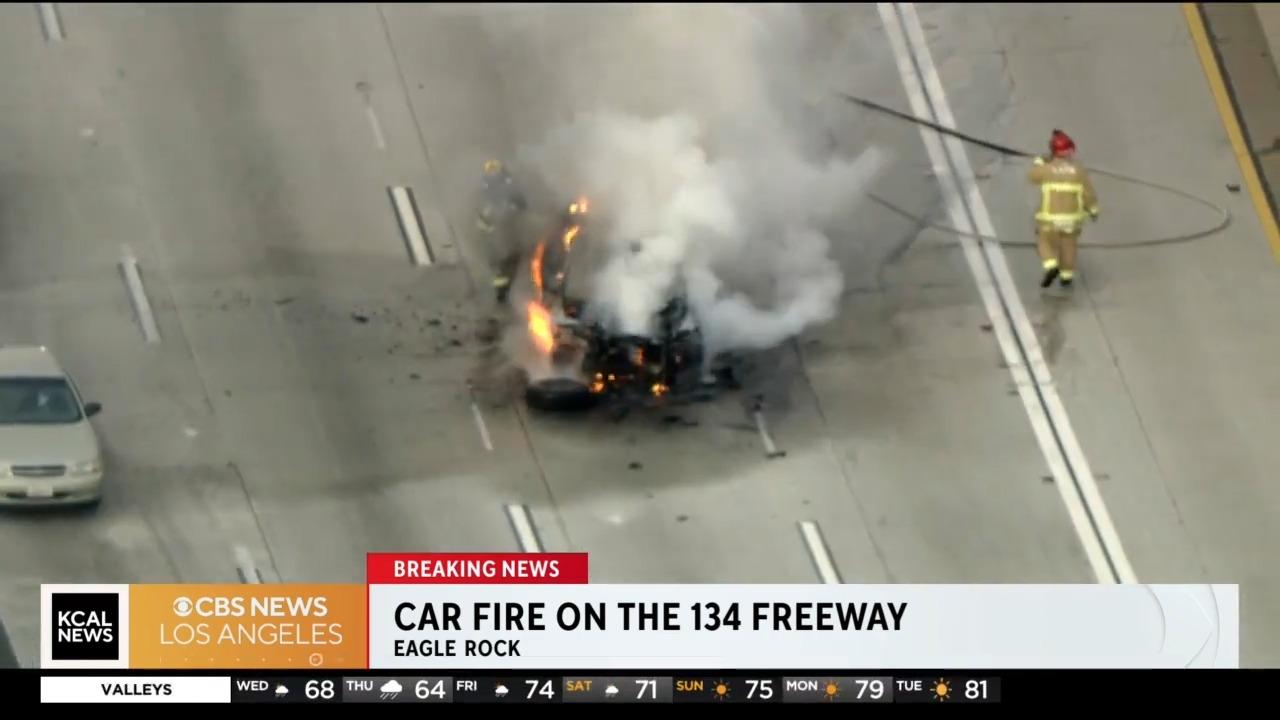 BREAKING NEWS
KCAL NEWS
CBS NEWS
LOS ANGELES
CAR FIRE ON THE 134 FREEWAY
EAGLE ROCK
VALLEYS WED 68 THU 64 FRI 74 SAT 71 SUN 75 MON 79 TUE 81